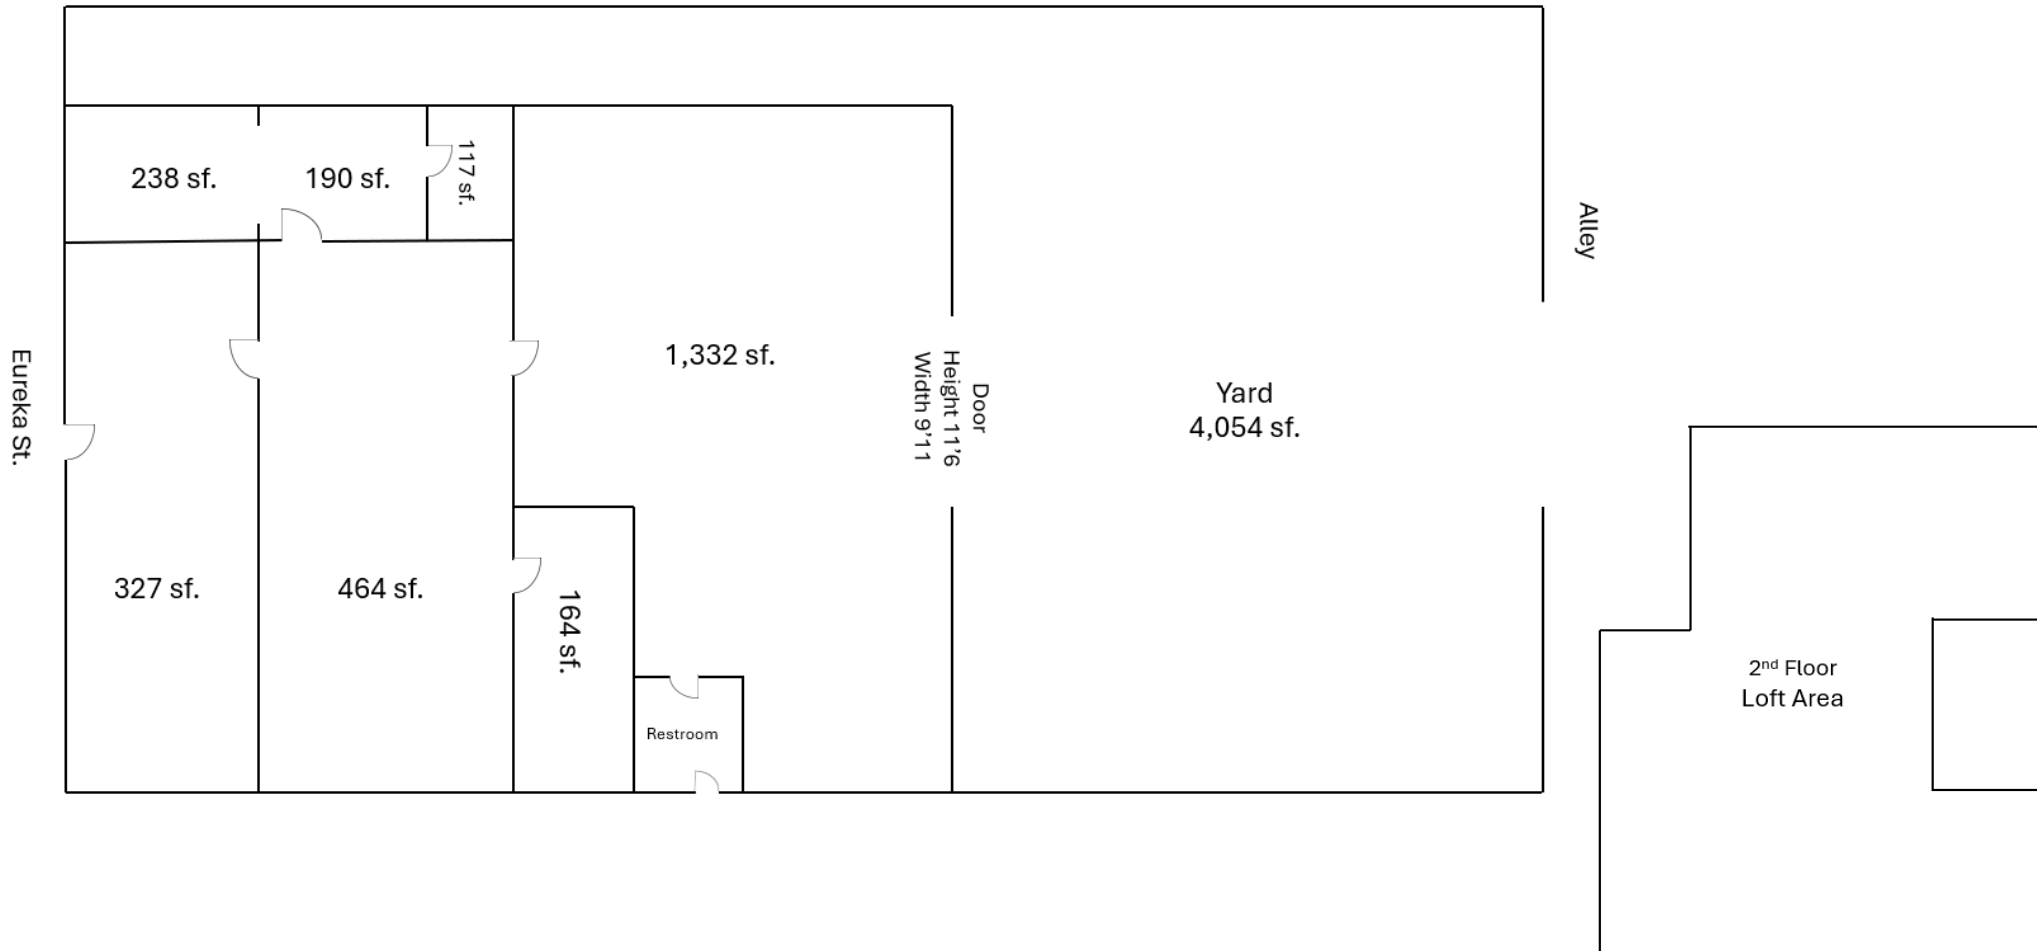 238 sf.
190 sf.
117 sf.
Eureka St.
327 sf.
464 sf.
164 sf.
1,332 sf.
Restroom
Door
Height 11'6
Width 9'11
Yard
4,054 sf.
Alley
2nd Floor
Loft Area